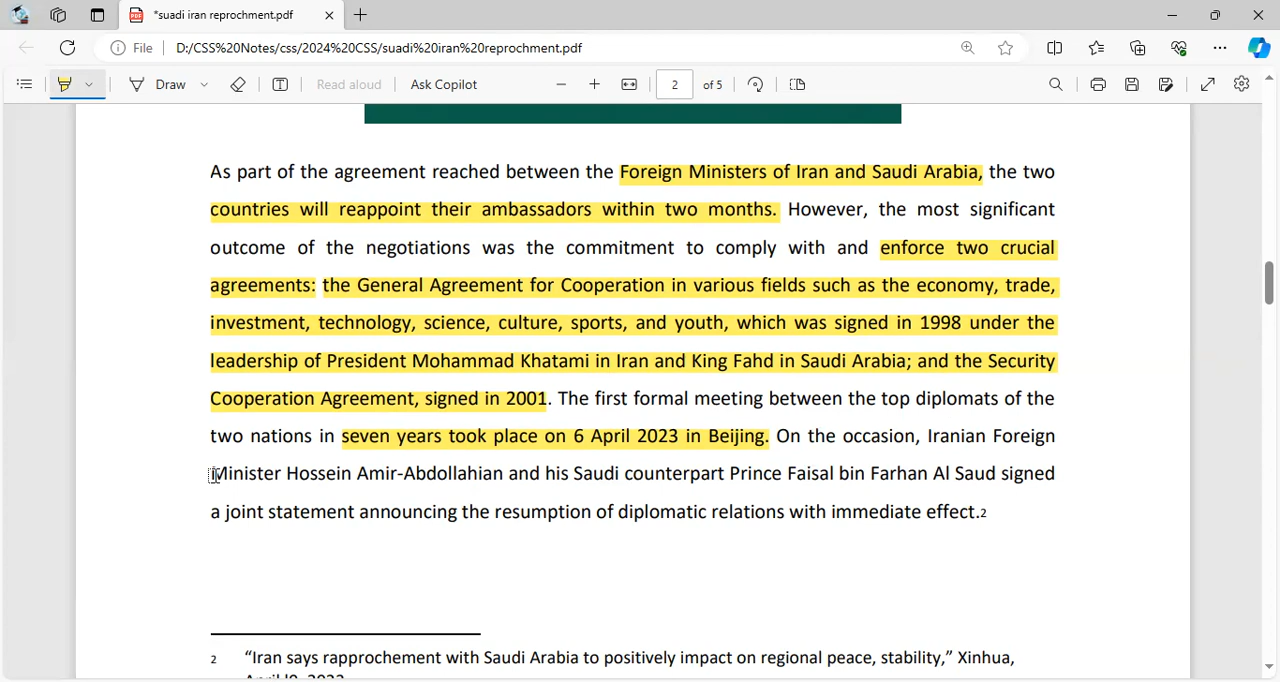 *suadi iran reprochment.pdf
File D:/CSS%20Notes/css/2024%20CSS/suadi%20iran%20reprochment.pdf
Draw Read aloud Ask Copilot 2 of 5
As part of the agreement reached between the Foreign Ministers of Iran and Saudi Arabia, the two
countries will reappoint their ambassadors within two months. However, the most significant
outcome of the negotiations was the commitment to comply with and enforce two crucial
agreements: the General Agreement for Cooperation in various fields such as the economy, trade,
investment, technology, science, culture, sports, and youth, which was signed in 1998 under the
leadership of President Mohammad Khatami in Iran and King Fahd in Saudi Arabia; and the Security
Cooperation Agreement, signed in 2001. The first formal meeting between the top diplomats of the
two nations in seven years took place on 6 April 2023 in Beijing. On the occasion, Iranian Foreign
Minister Hossein Amir-Abdollahian and his Saudi counterpart Prince Faisal bin Farhan Al Saud signed
a joint statement announcing the resumption of diplomatic relations with immediate effect.2
2 “Iran says rapprochement with Saudi Arabia to positively impact on regional peace, stability,” Xinhua,